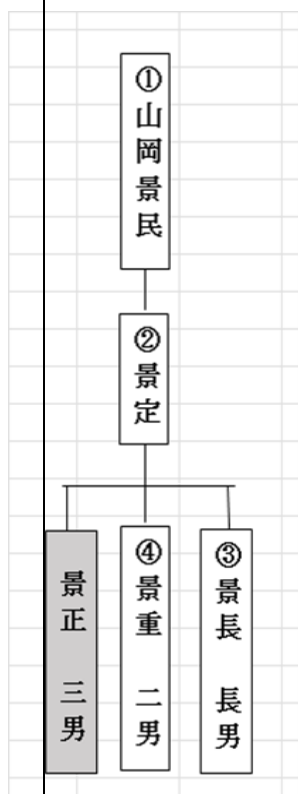 ①山岡景民
②景定
③景長 長男
④景重 二男
景正 三男